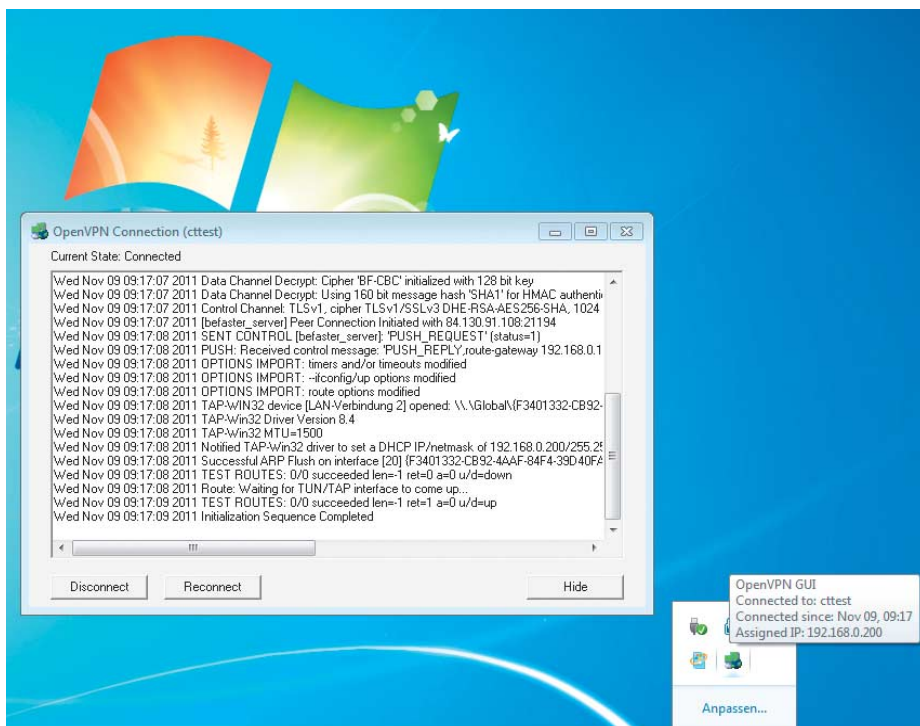 OpenVPN Connection (cttest)
Current State: Connected
Wed Nov 09 09:17:07 2011 Data Channel Decrypt: Cipher 'BF-CBC' initialized with 128 bit key
Wed Nov 09 09:17:07 2011 Data Channel Decrypt: Using 160 bit message hash 'SHA1' for HMAC authenti
Wed Nov 09 09:17:07 2011 Control Channel: TLSv1, cipher TLSv1/SSLv3 DHE-RSA-AES256-SHA, 1024
Wed Nov 09 09:17:07 2011 [befaster_server] Peer Connection Initiated with 84.130.91.108:21194
Wed Nov 09 09:17:08 2011 SENT CONTROL [befaster_server]: 'PUSH_REQUEST' (status=1)
Wed Nov 09 09:17:08 2011 PUSH: Received control message: 'PUSH_REPLY,route-gateway 192.168.0.1
Wed Nov 09 09:17:08 2011 OPTIONS IMPORT: timers and/or timeouts modified
Wed Nov 09 09:17:08 2011 OPTIONS IMPORT: --ifconfig/up options modified
Wed Nov 09 09:17:08 2011 OPTIONS IMPORT: route options modified
Wed Nov 09 09:17:08 2011 TAP-WIN32 device [LAN-Verbindung 2] opened: \\.\Global\{F3401332-CB92-
Wed Nov 09 09:17:08 2011 TAP-Win32 Driver Version 8.4
Wed Nov 09 09:17:08 2011 TAP-Win32 MTU=1500
Wed Nov 09 09:17:08 2011 Notified TAP-Win32 driver to set a DHCP IP/netmask of 192.168.0.200/255.25
Wed Nov 09 09:17:08 2011 Successful ARP Flush on interface [20] {F3401332-CB92-4AAF-84F4-39D40FA
Wed Nov 09 09:17:08 2011 TEST ROUTES: 0/0 succeeded len=-1 ret=0 a=0 u/d=down
Wed Nov 09 09:17:08 2011 Route: Waiting for TUN/TAP interface to come up...
Wed Nov 09 09:17:09 2011 TEST ROUTES: 0/0 succeeded len=-1 ret=1 a=0 u/d=up
Wed Nov 09 09:17:09 2011 Initialization Sequence Completed
Disconnect
Reconnect
Hide
OpenVPN GUI
Connected to: cttest
Connected since: Nov 09, 09:17
Assigned IP: 192.168.0.200
Anpassen...